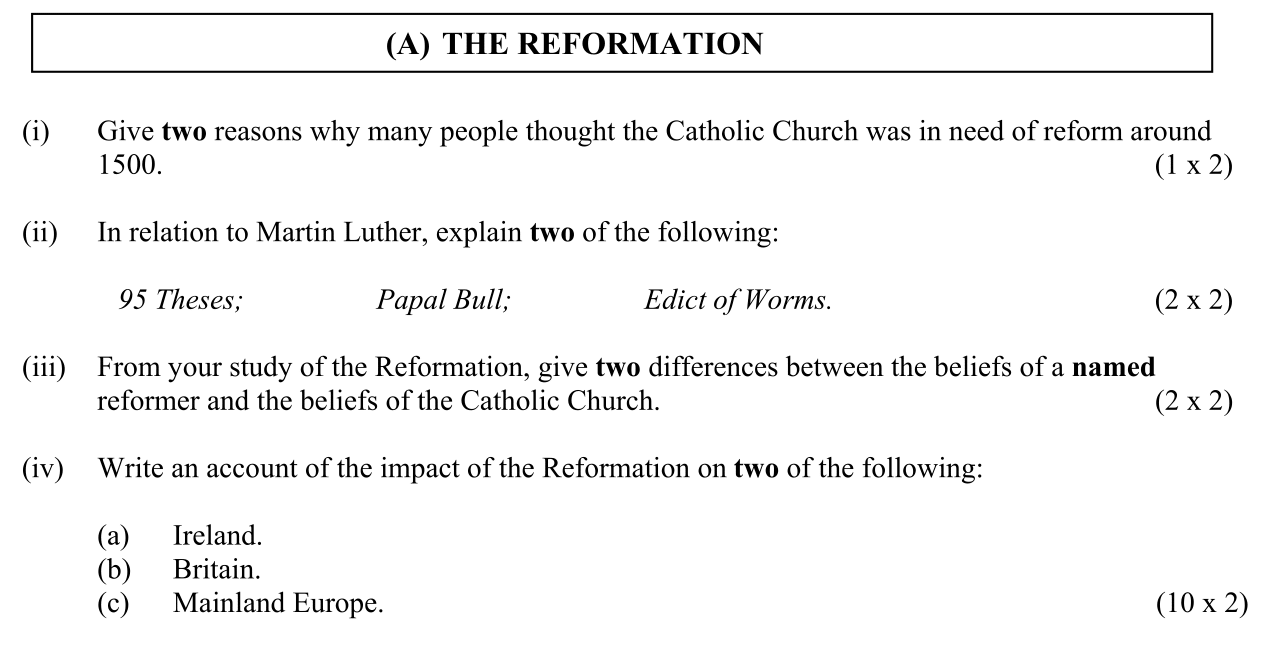 (A) THE REFORMATION
(i) Give two reasons why many people thought the Catholic Church was in need of reform around
1500. (1 x 2)
(ii) In relation to Martin Luther, explain two of the following:
95 Theses; Papal Bull; Edict of Worms. (2 x 2)
(iii) From your study of the Reformation, give two differences between the beliefs of a named
reformer and the beliefs of the Catholic Church. (2 x 2)
(iv) Write an account of the impact of the Reformation on two of the following:
(a) Ireland.
(b) Britain.
(c) Mainland Europe. (10 x 2)